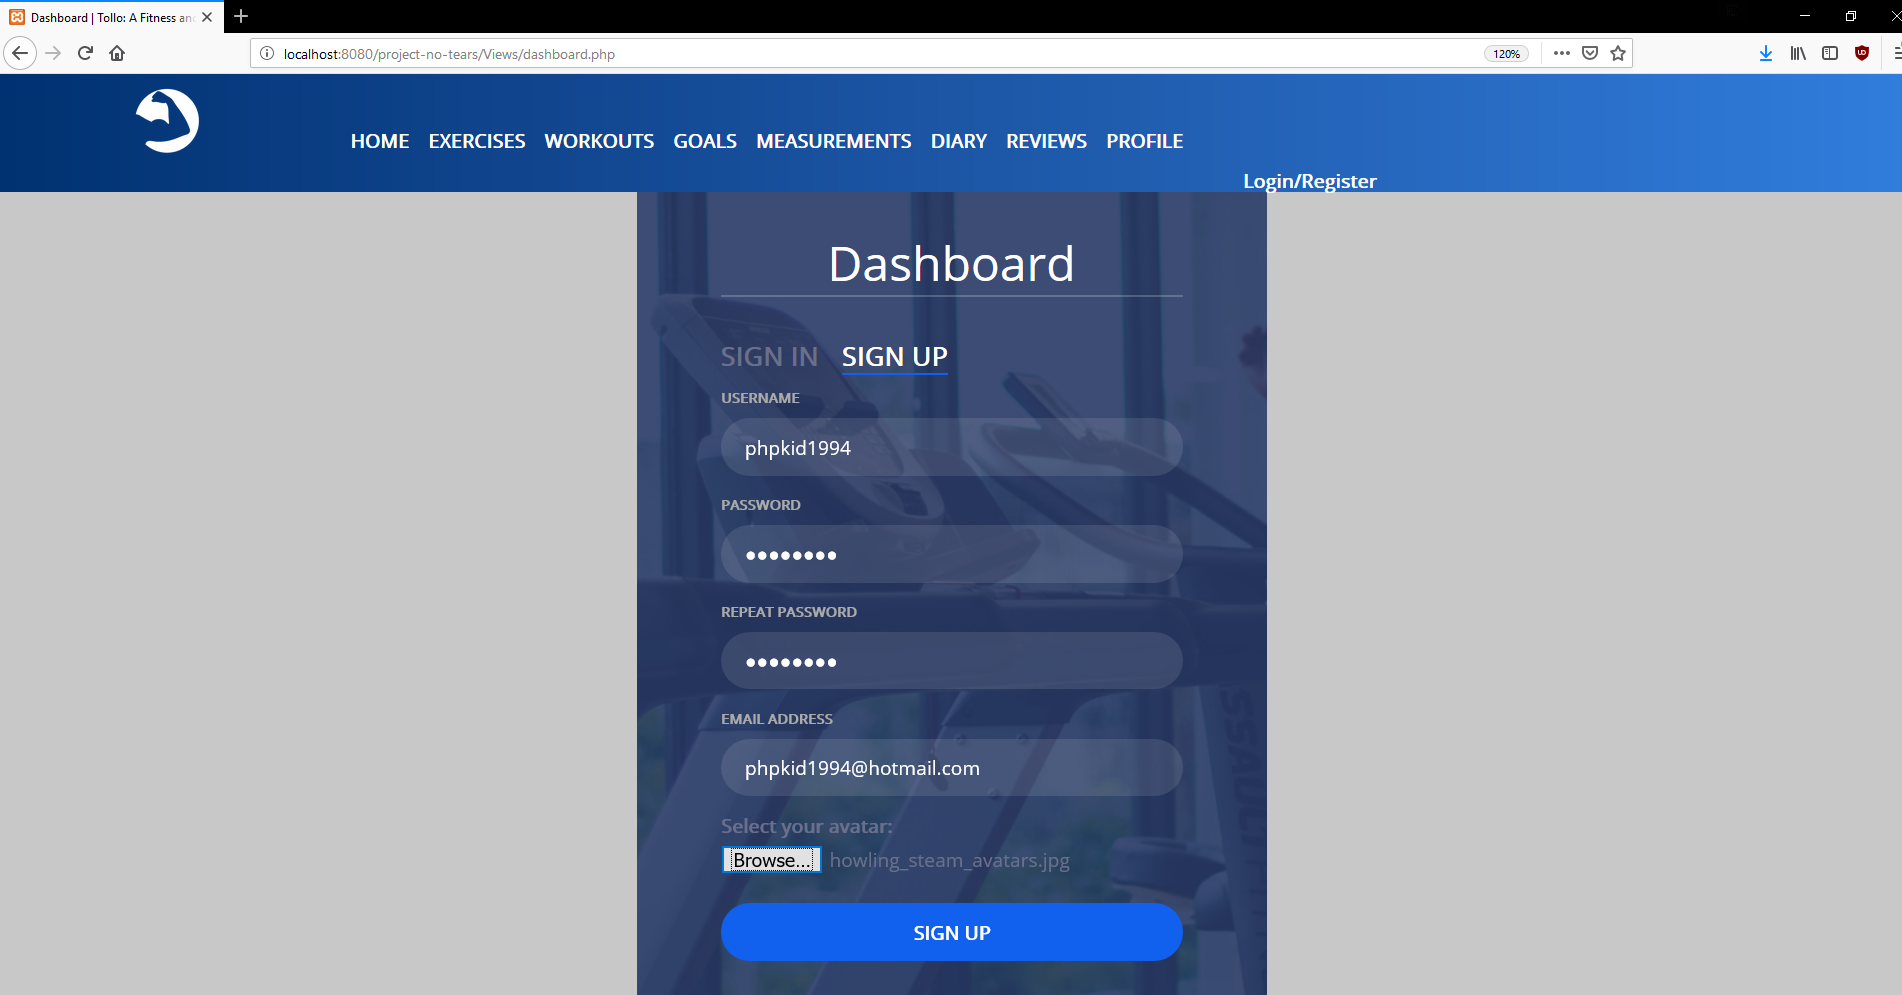 Dashboard | Tollo: A Fitness an
localhost:8080/project-no-tears/Views/dashboard.php
120%
HOME EXERCISES WORKOUTS GOALS MEASUREMENTS DIARY REVIEWS PROFILE
Login/Register
Dashboard
SIGN IN SIGN UP
USERNAME
phpkid1994
PASSWORD
••••••••
REPEAT PASSWORD
••••••••
EMAIL ADDRESS
phpkid1994@hotmail.com
Select your avatar:
Browse... howling_steam_avatars.jpg
SIGN UP